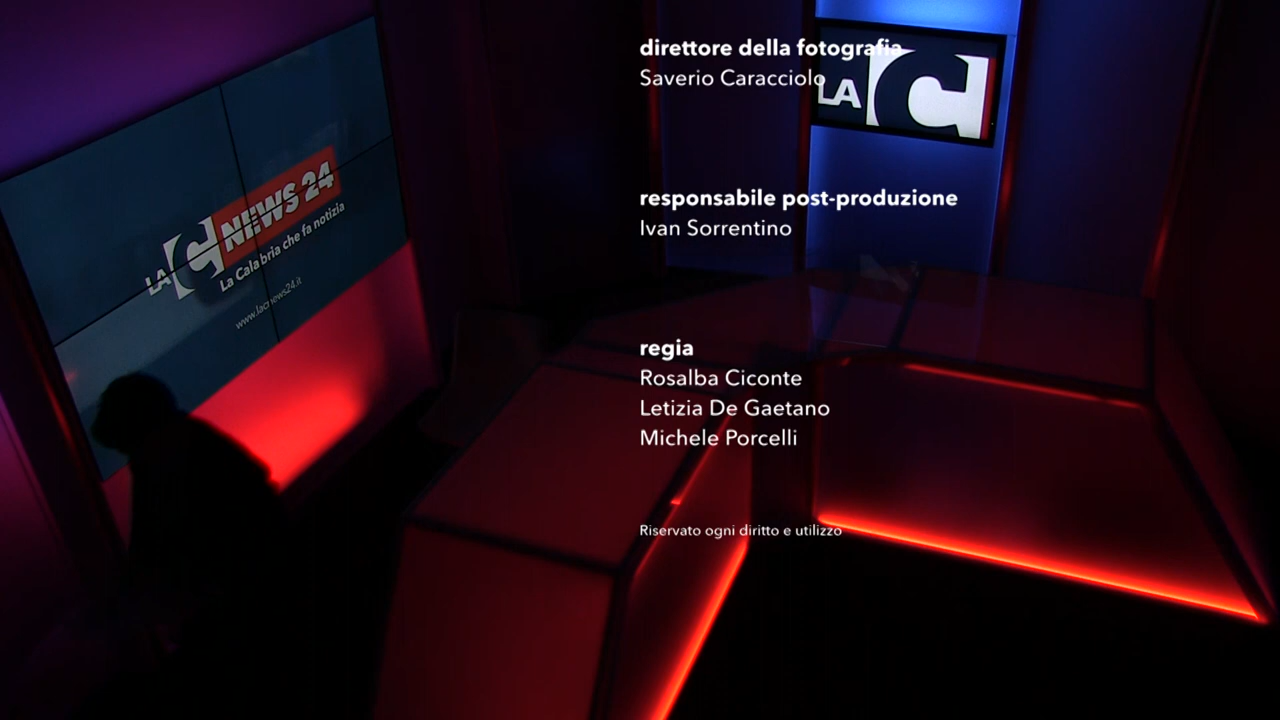 LA C NEWS 24
La Calabria che fa notizia
www.lacnews24.it
LA C
direttore della fotografia
Saverio Caracciolo
responsabile post-produzione
Ivan Sorrentino
regia
Rosalba Ciconte
Letizia De Gaetano
Michele Porcelli
Riservato ogni diritto e utilizzo